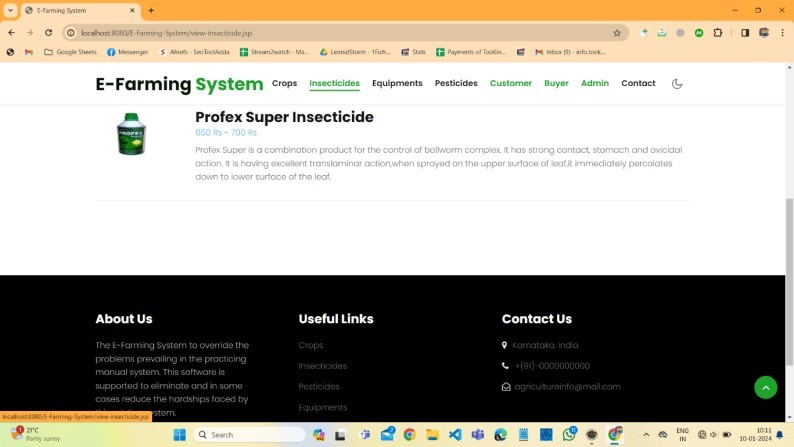 E-Farming System
localhost:8080/E-Farming-System/view-insecticide.jsp
Google Sheets Messenger Ahrefs - SeoToolAdda Stream2watch - Ma... LeonidStorm - 1Fich... Stats Payments of TooKin... Inbox (9) - info.took...
E-Farming System Crops Insecticides Equipments Pesticides Customer Buyer Admin Contact
Profex Super Insecticide
650 Rs - 700 Rs
Profex Super is a combination product for the control of bollworm complex. It has strong contact, stomach and ovicidal
action. It is having excellent translaminar action,when sprayed on the upper surface of leaf,it immediately percolates
down to lower surface of the leaf.
PROFEX
About Us Useful Links Contact Us
The E-Farming System to override the Crops Karnataka, India
problems prevailing in the practicing
manual system. This software is Insecticides +(91)-0000000000
supported to eliminate and in some Pesticides agricultureinfo@mail.com
cases reduce the hardships faced by Equipments
system.
localhost:8080/E-Farming-System/view-insecticide.jsp
21°C
Partly sunny
Search
ENG
IN
10:11
10-01-2024